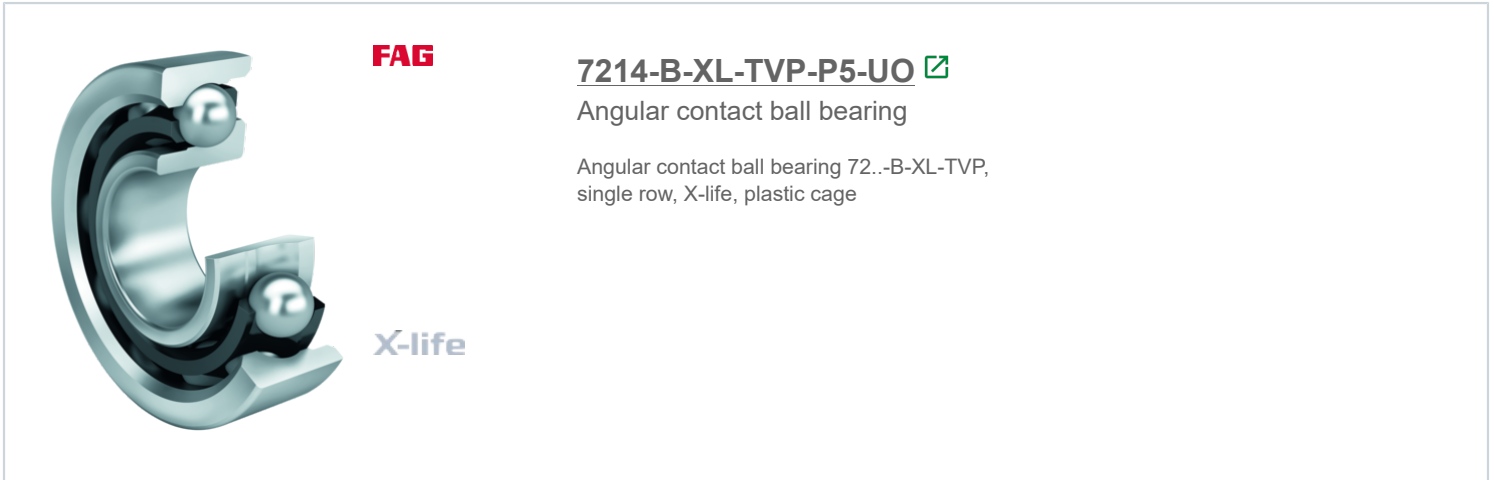 FAG
7214-B-XL-TVP-P5-UO
Angular contact ball bearing
Angular contact ball bearing 72..-B-XL-TVP,
single row, X-life, plastic cage
X-life